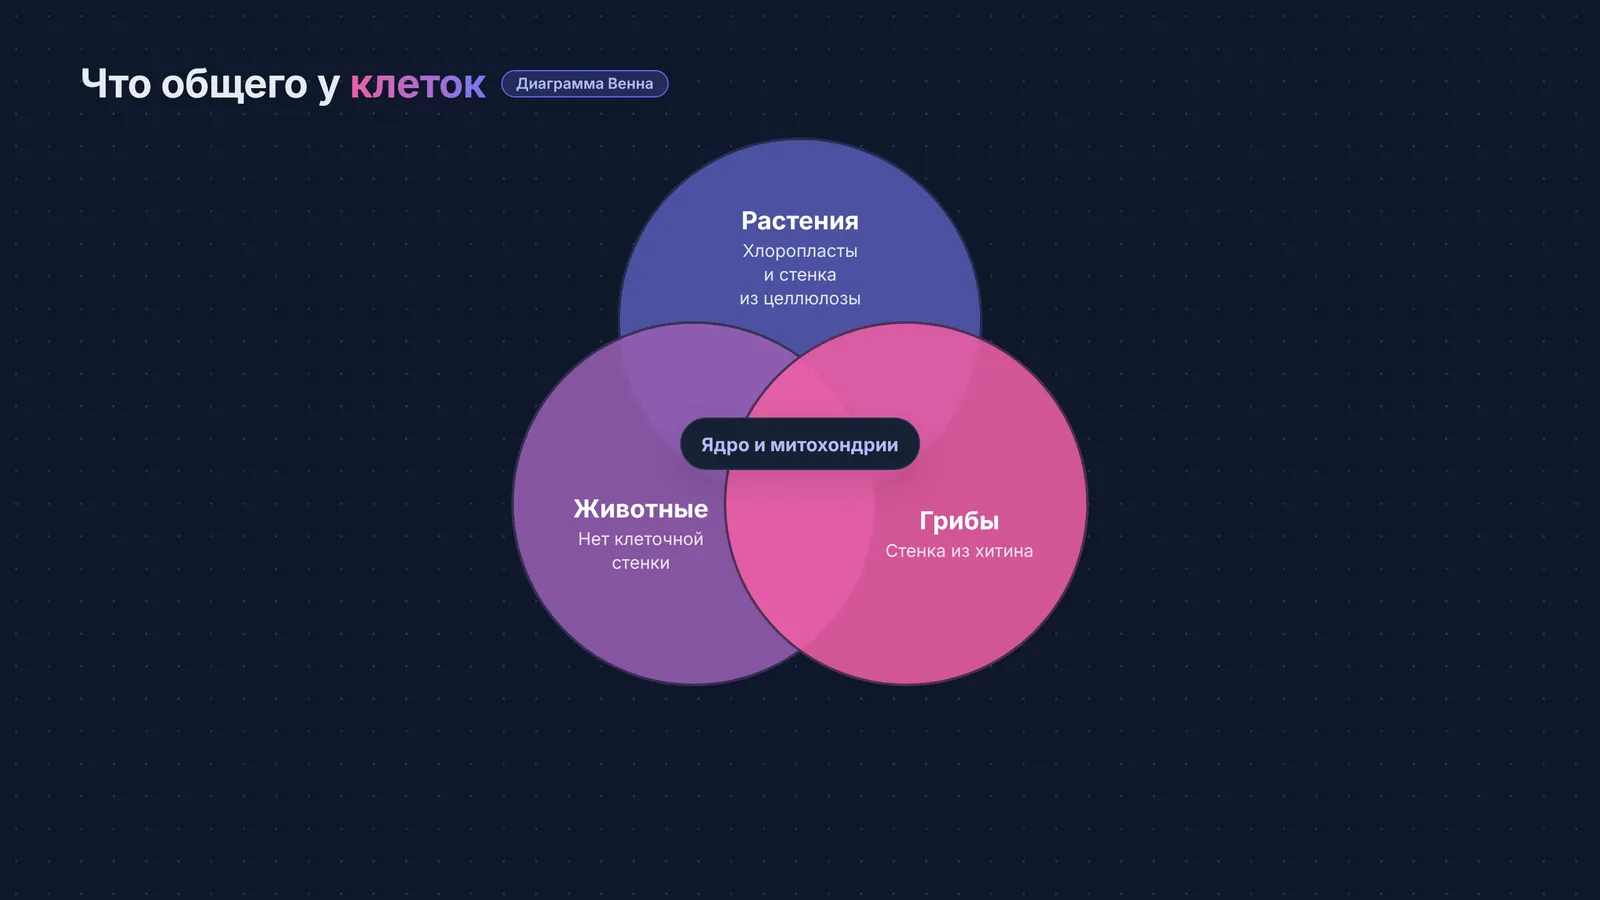 Что общего у клеток
Диаграмма Венна
Растения
Хлоропласты
и стенка
из целлюлозы
Ядро и митохондрии
Животные
Нет клеточной
стенки
Грибы
Стенка из хитина